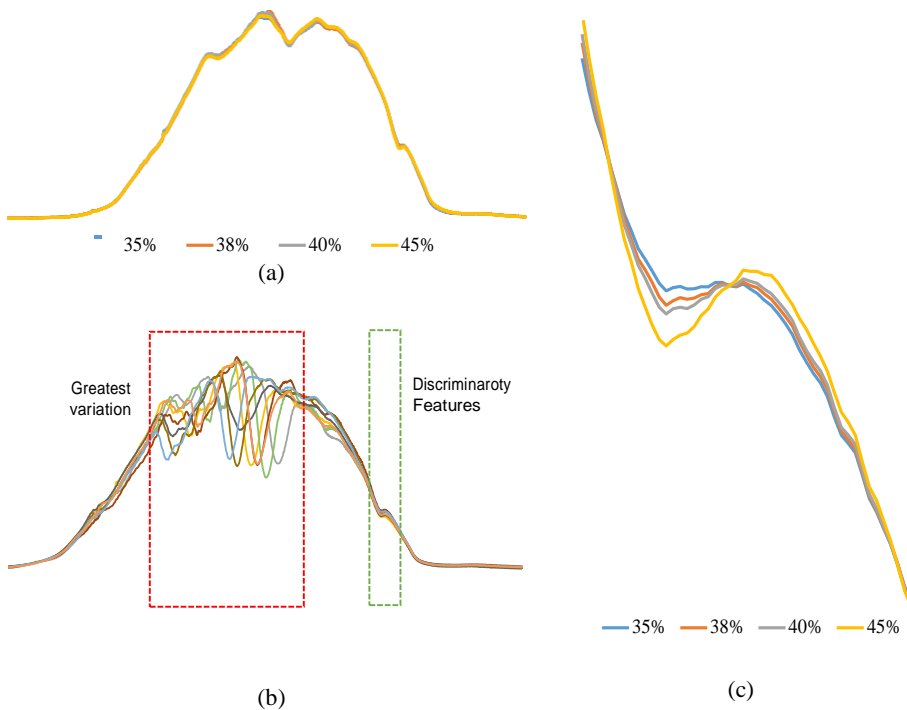 35% 38% 40% 45%
(a)
Greatest
variation
Discriminaroty
Features
(b)
35% 38% 40% 45%
(c)